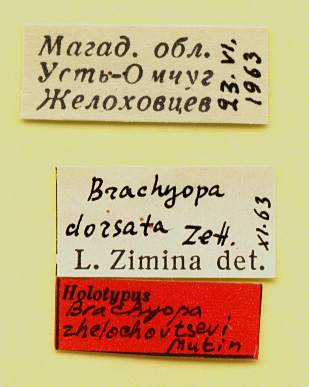 Магад. обл.
Усть-Омчуг
Желоховцев
23.VI.
1963
Brachyopa
dorsata Zett.
XI.63
L. Zimina det.
Holotypus
Brachyopa
zhelochovtsevi
Mutin